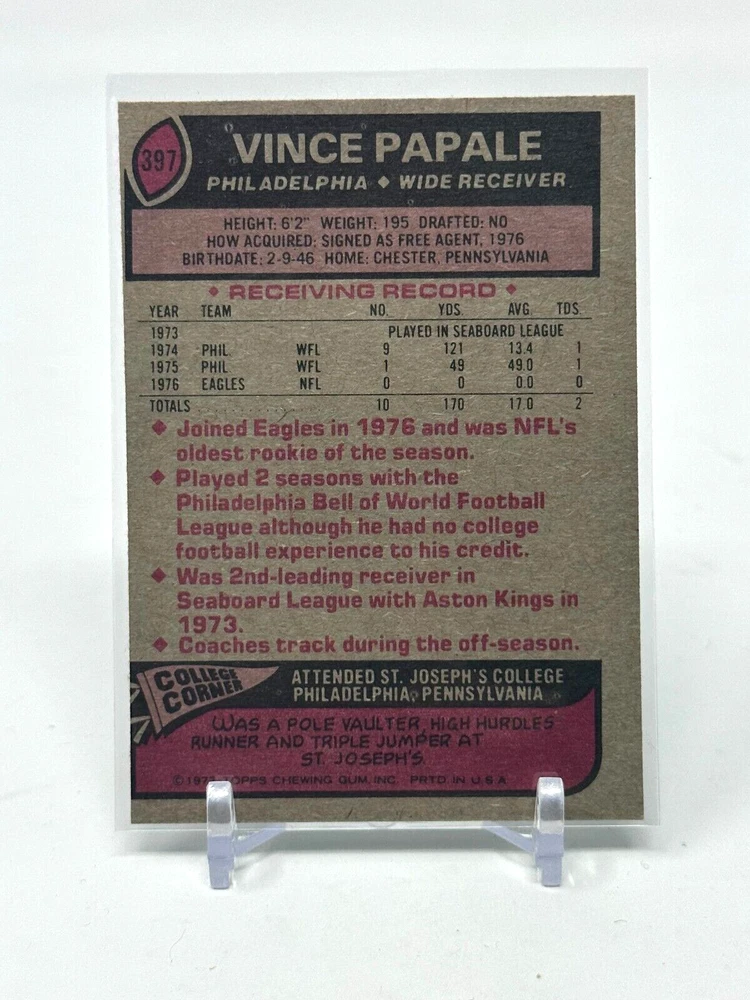 397
VINCE PAPALE
PHILADELPHIA ◆ WIDE RECEIVER
HEIGHT: 6'2" WEIGHT: 195 DRAFTED: NO
HOW ACQUIRED: SIGNED AS FREE AGENT, 1976
BIRTHDATE: 2-9-46 HOME: CHESTER, PENNSYLVANIA
◆ RECEIVING RECORD ◆
YEAR TEAM NO. YDS. AVG. TDS.
1973 PLAYED IN SEABOARD LEAGUE
1974 PHIL. WFL 9 121 13.4 1
1975 PHIL. WFL 1 49 49.0 1
1976 EAGLES NFL 0 0 0.0 0
TOTALS 10 170 17.0 2
◆ Joined Eagles in 1976 and was NFL's
oldest rookie of the season.
◆ Played 2 seasons with the
Philadelphia Bell of World Football
League although he had no college
football experience to his credit.
◆ Was 2nd-leading receiver in
Seaboard League with Aston Kings in
1973.
◆ Coaches track during the off-season.
COLLEGE
CORNER
ATTENDED ST. JOSEPH'S COLLEGE
PHILADELPHIA, PENNSYLVANIA
WAS A POLE VAULTER, HIGH HURDLES
RUNNER AND TRIPLE JUMPER AT
ST. JOSEPH'S.
© TOPPS CHEWING GUM, INC. PRTD IN U.S.A